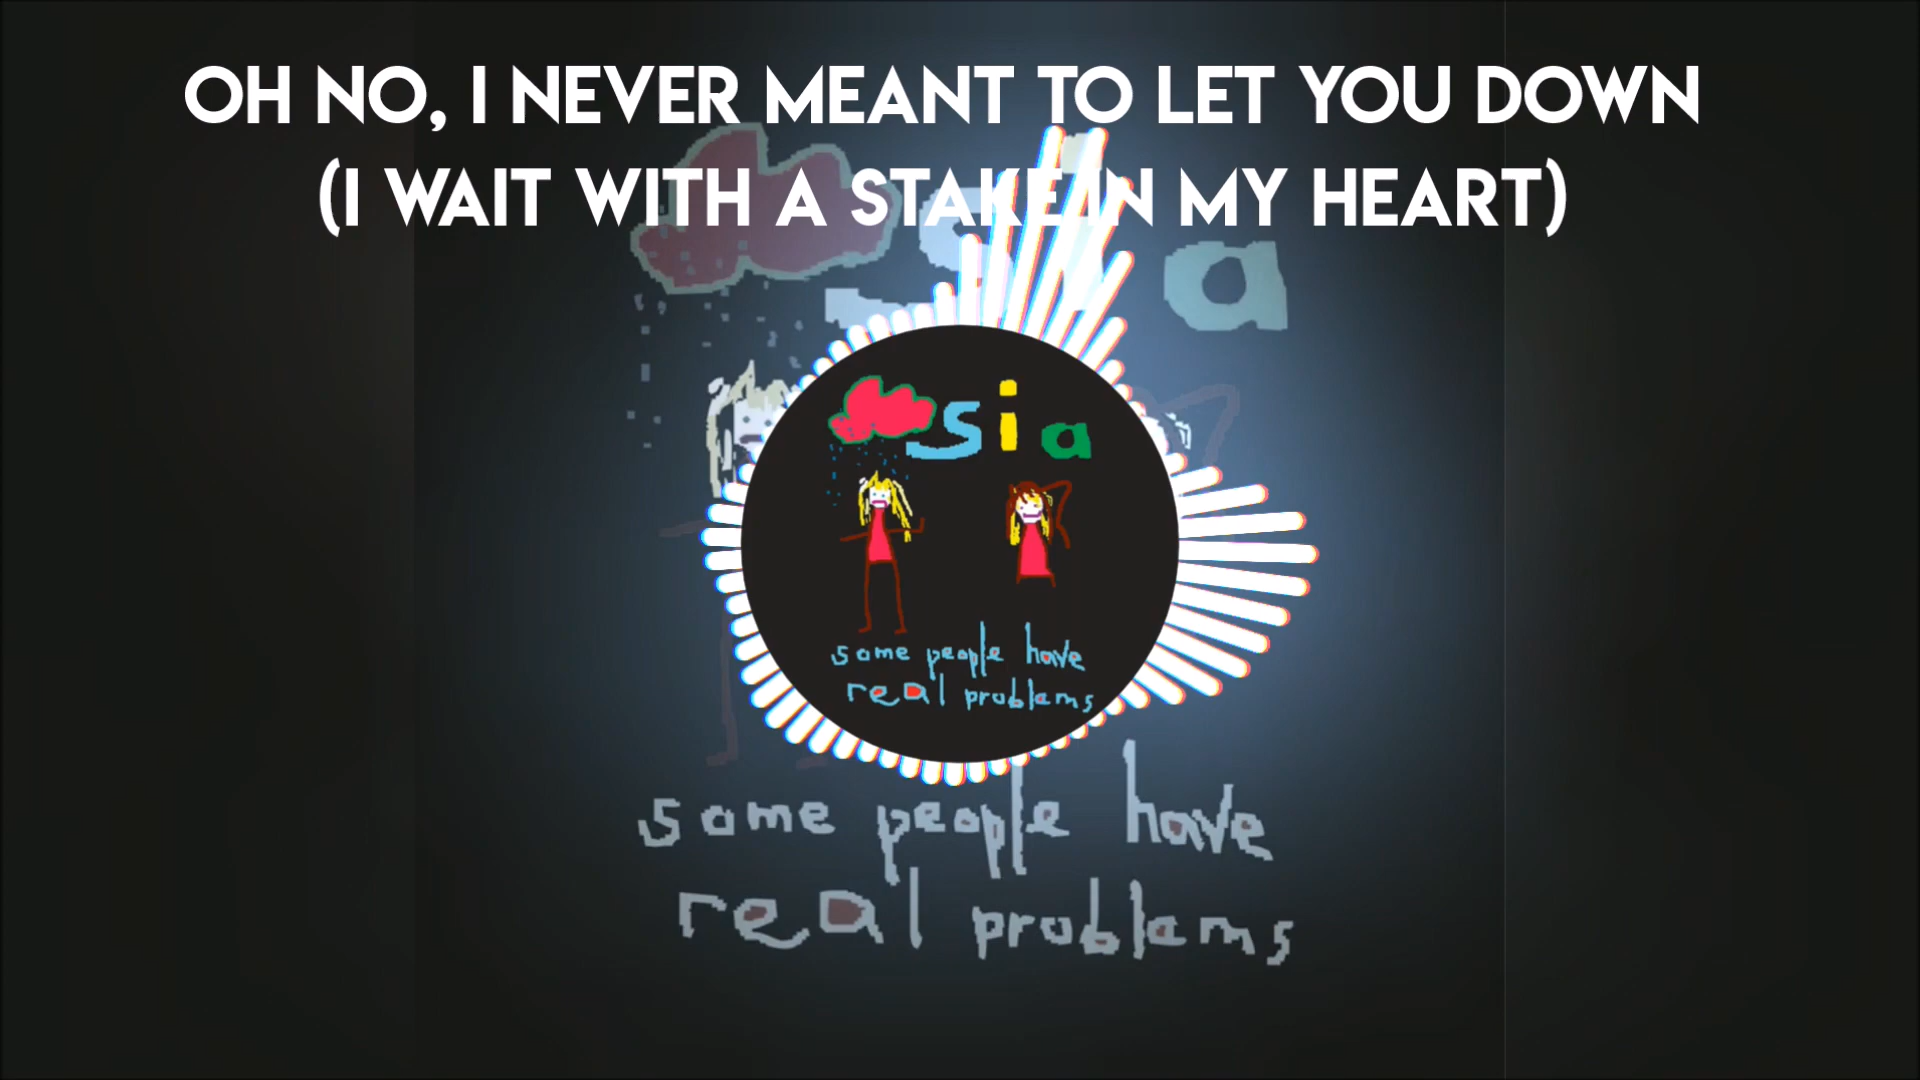 OH NO, I NEVER MEANT TO LET YOU DOWN
(I WAIT WITH A STAKE IN MY HEART)
sia
sia
some people have
real problems
some people have
real problems